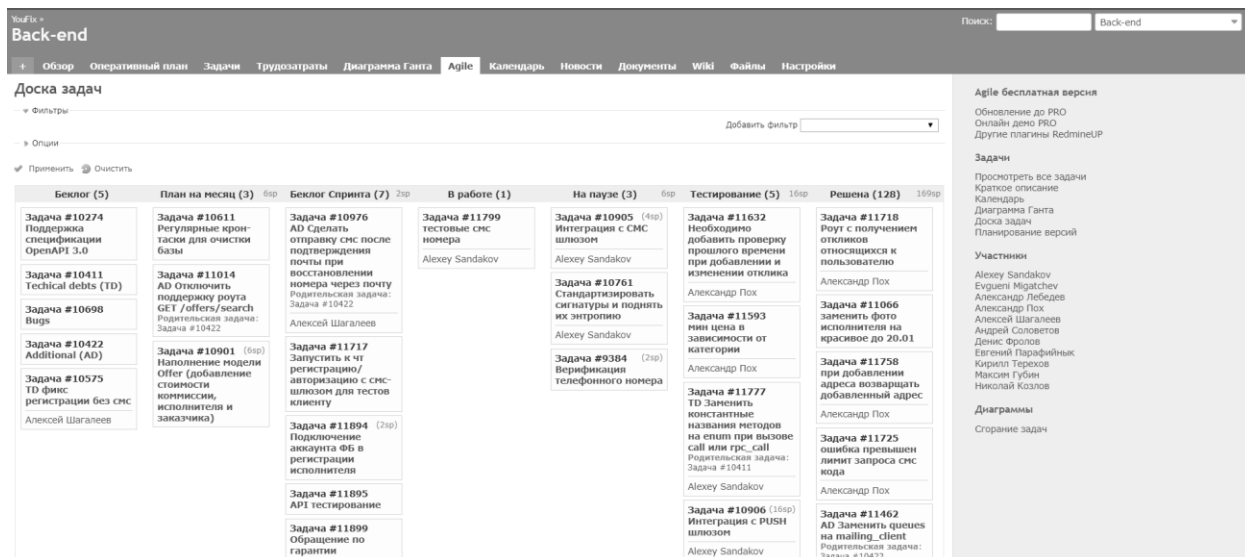 YouFix »
Back-end
Поиск:
Back-end
+ Обзор Оперативный план Задачи Трудозатраты Диаграмма Ганта Agile Календарь Новости Документы Wiki Файлы Настройки
Доска задач
Фильтры
Добавить фильтр
Опции
Применить Очистить
Беклог (5)
Задача #10274
Поддержка
спецификации
OpenAPI 3.0
Задача #10411
Techical debts (TD)
Задача #10698
Bugs
Задача #10422
Additional (AD)
Задача #10575
TD фикс
регистрации без смс
Алексей Шагалеев
План на месяц (3) 6sp
Задача #10611
Регулярные крон-
таски для очистки
базы
Задача #11014
AD Отключить
поддержку роута
GET /offers/search
Родительская задача:
Задача #10422
Задача #10901 (6sp)
Наполнение модели
Offer (добавление
стоимости
коммиссии,
исполнителя и
заказчика)
Беклог Спринта (7) 2sp
Задача #10976
AD Сделать
отправку смс после
подтверждения
почты при
восстановлении
номера через почту
Родительская задача:
Задача #10422
Алексей Шагалеев
Задача #11717
Запустить к чт
регистрацию/
авторизацию с смс-
шлюзом для тестов
клиенту
Задача #11894 (2sp)
Подключение
аккаунта ФБ в
регистрации
исполнителя
Задача #11895
API тестирование
Задача #11899
Обращение по
гарантии
В работе (1)
Задача #11799
тестовые смс
номера
Alexey Sandakov
На паузе (3) 6sp
Задача #10905 (4sp)
Интеграция с СМС
шлюзом
Alexey Sandakov
Задача #10761
Стандартизировать
сигнатуры и поднять
их энтропию
Alexey Sandakov
Задача #9384 (2sp)
Верификация
телефонного номера
Тестирование (5) 16sp
Задача #11632
Необходимо
добавить проверку
прошлого времени
при добавлении и
изменении отклика
Александр Пох
Задача #11593
мин цена в
зависимости от
категории
Александр Пох
Задача #11777
TD Заменить
константные
названия методов
на enum при вызове
call или rpc_call
Родительская задача:
Задача #10411
Alexey Sandakov
Задача #10906 (16sp)
Интеграция с PUSH
шлюзом
Alexey Sandakov
Решена (128) 169sp
Задача #11718
Роут с получением
откликов
относящихся к
пользователю
Александр Пох
Задача #11066
заменить фото
исполнителя на
красивое до 20.01
Задача #11758
при добавлении
адреса возварщать
добавленный адрес
Александр Пох
Задача #11725
ошибка превышен
лимит запроса смс
кода
Александр Пох
Задача #11462
AD Заменить queues
на mailing_client
Родительская задача:
Задача #10422
Agile бесплатная версия
Обновление до PRO
Онлайн демо PRO
Другие плагины RedmineUP
Задачи
Просмотреть все задачи
Краткое описание
Календарь
Диаграмма Ганта
Доска задач
Планирование версий
Участники
Alexey Sandakov
Evgueni Migatchev
Александр Лебедев
Александр Пох
Алексей Шагалеев
Андрей Соловетов
Денис Фролов
Евгений Парафийнык
Кирилл Терехов
Максим Губин
Николай Козлов
Диаграммы
Сгорание задач